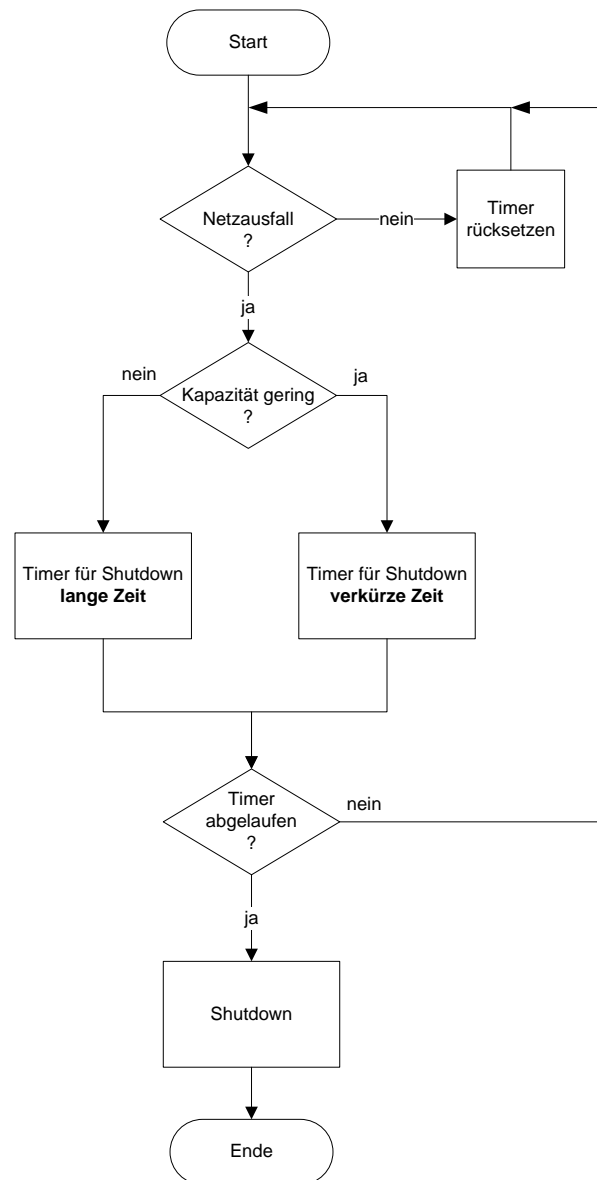 Start
Netzausfall
?
nein
Timer
rücksetzen
ja
nein
ja
Kapazität gering
?
Timer für Shutdown
lange Zeit
Timer für Shutdown
verkürze Zeit
Timer
abgelaufen
?
nein
ja
Shutdown
Ende